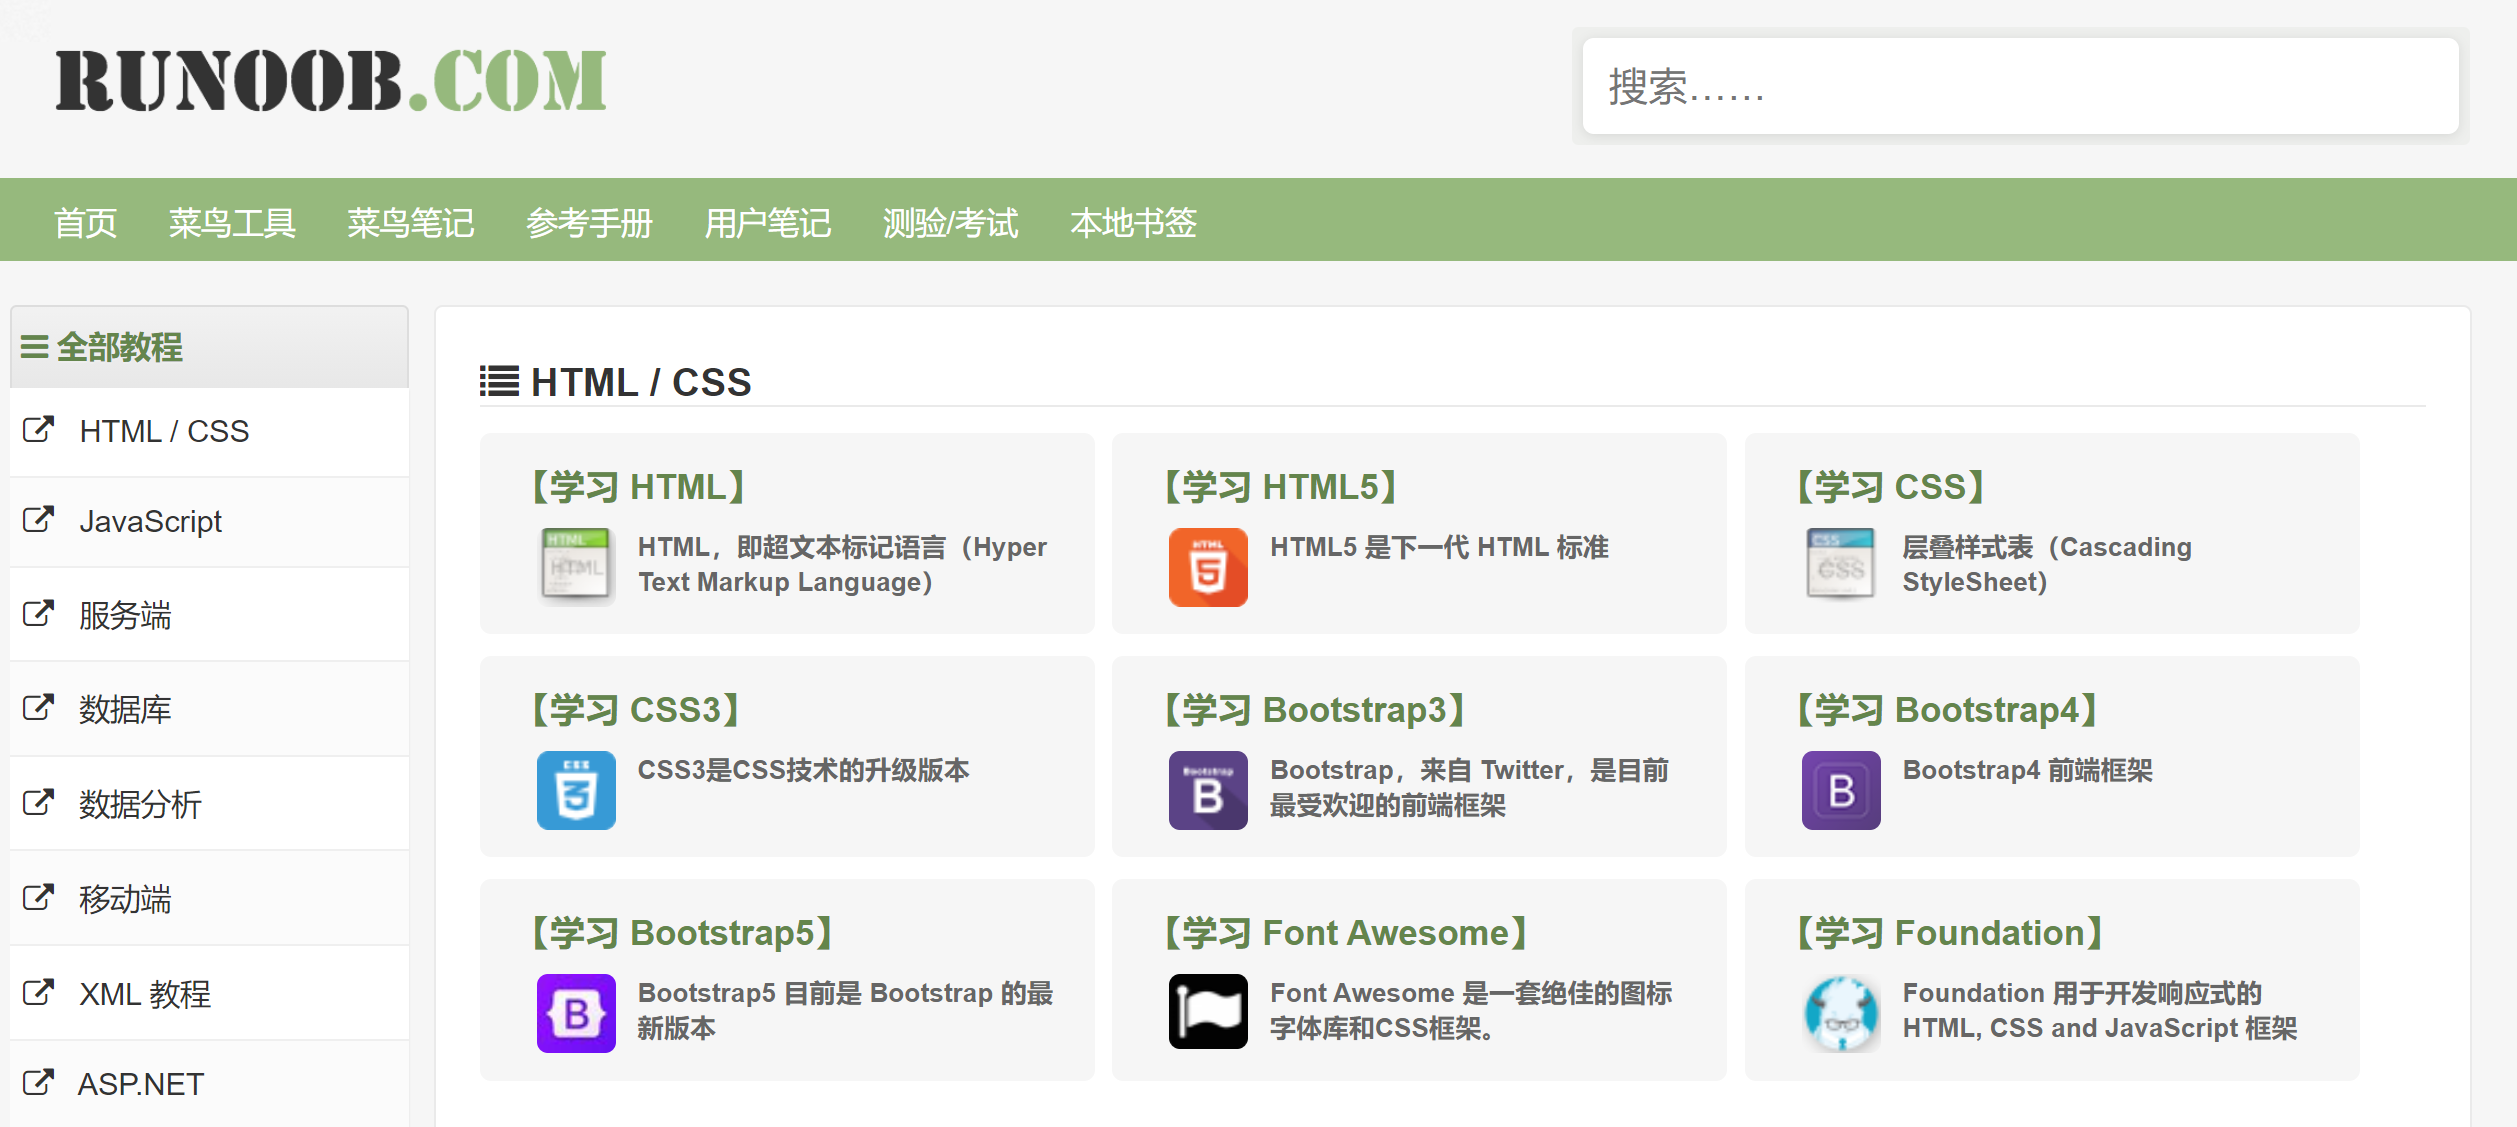 RUNOOB.COM
搜索……
首页 菜鸟工具 菜鸟笔记 参考手册 用户笔记 测验/考试 本地书签
全部教程
HTML / CSS
JavaScript
服务端
数据库
数据分析
移动端
XML 教程
ASP.NET
HTML / CSS
【学习 HTML】
HTML
HTML
HTML，即超文本标记语言（Hyper
Text Markup Language）
【学习 HTML5】
HTML
5
HTML5 是下一代 HTML 标准
【学习 CSS】
CSS
CSS
层叠样式表（Cascading
StyleSheet）
【学习 CSS3】
CSS
3
CSS3是CSS技术的升级版本
【学习 Bootstrap3】
Bootstrap
B
Bootstrap，来自 Twitter，是目前
最受欢迎的前端框架
【学习 Bootstrap4】
B
Bootstrap4 前端框架
【学习 Bootstrap5】
{B}
Bootstrap5 目前是 Bootstrap 的最
新版本
【学习 Font Awesome】
Font Awesome 是一套绝佳的图标
字体库和CSS框架。
【学习 Foundation】
Foundation 用于开发响应式的
HTML, CSS and JavaScript 框架